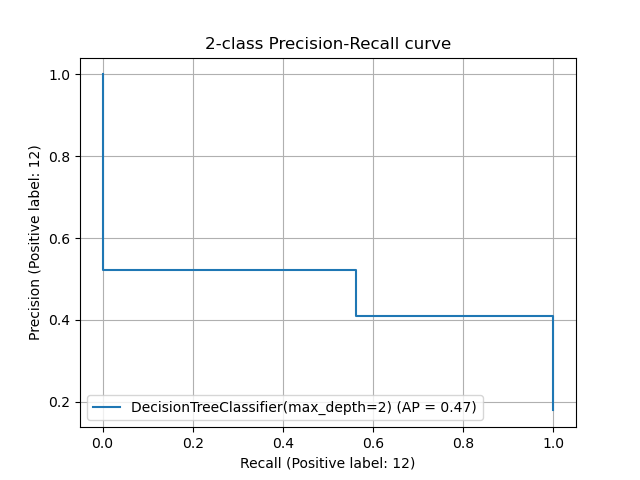 2-class Precision-Recall curve
Precision (Positive label: 12)
1.0
0.8
0.6
0.4
0.2
DecisionTreeClassifier(max_depth=2) (AP = 0.47)
0.0 0.2 0.4 0.6 0.8 1.0
Recall (Positive label: 12)